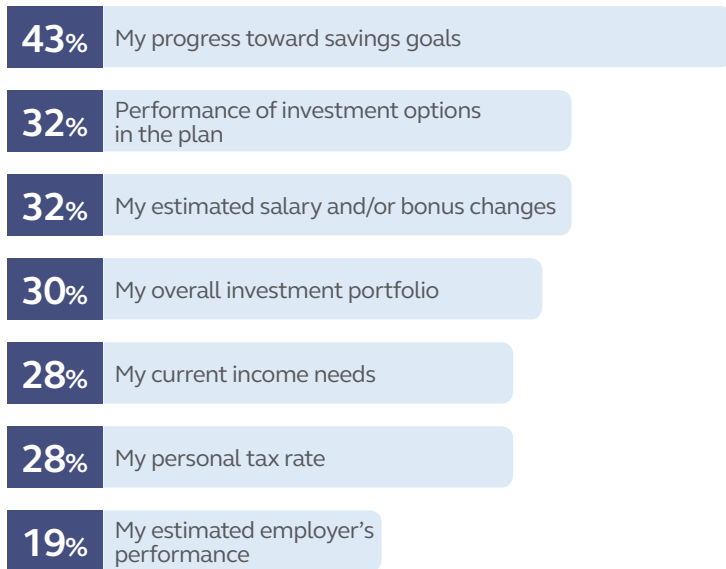 43% My progress toward savings goals
32% Performance of investment options
in the plan
32% My estimated salary and/or bonus changes
30% My overall investment portfolio
28% My current income needs
28% My personal tax rate
19% My estimated employer’s
performance